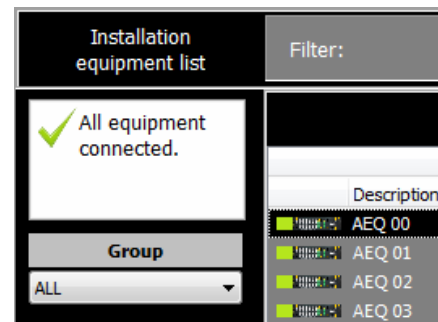 Installation
equipment list
Filter:
All equipment
connected.
Group
ALL
Description
AEQ 00
AEQ 01
AEQ 02
AEQ 03